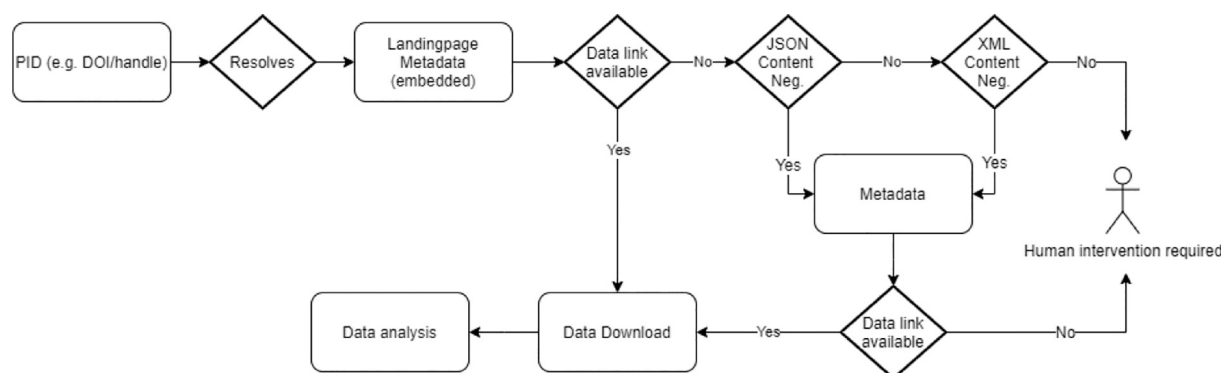 PID (e.g. DOI/handle)
Resolves
Landingpage
Metadata
(embedded)
Data link
available
No
JSON
Content
Neg.
No
XML
Content
Neg.
No
Yes
Yes
Yes
Metadata
Human intervention required
Data analysis
Data Download
Yes
Data link
available
No